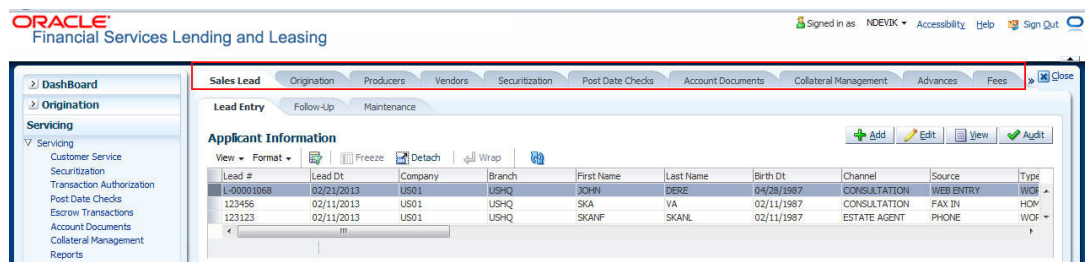 ORACLE'
Financial Services Lending and Leasing
Signed in as NDEVIK Accessibility Help Sign Out
DashBoard
Origination
Servicing
Servicing
Customer Service
Securitization
Transaction Authorization
Post Date Checks
Escrow Transactions
Account Documents
Collateral Management
Reports
Sales Lead Origination Producers Vendors Securitization Post Date Checks Account Documents Collateral Management Advances Fees » Close
Lead Entry Follow-Up Maintenance
Applicant Information Add Edit View Audit
View Format Freeze Detach Wrap
Lead # Lead Dt Company Branch First Name Last Name Birth Dt Channel Source Type
L-00001068 02/21/2013 US01 USHQ JOHN DERE 04/28/1987 CONSULTATION WEB ENTRY WOF
123456 02/11/2013 US01 USHQ SKA VA 02/11/1987 CONSULTATION FAX IN HOM
123123 02/11/2013 US01 USHQ SKANF SKANL 02/11/1987 ESTATE AGENT PHONE WOF